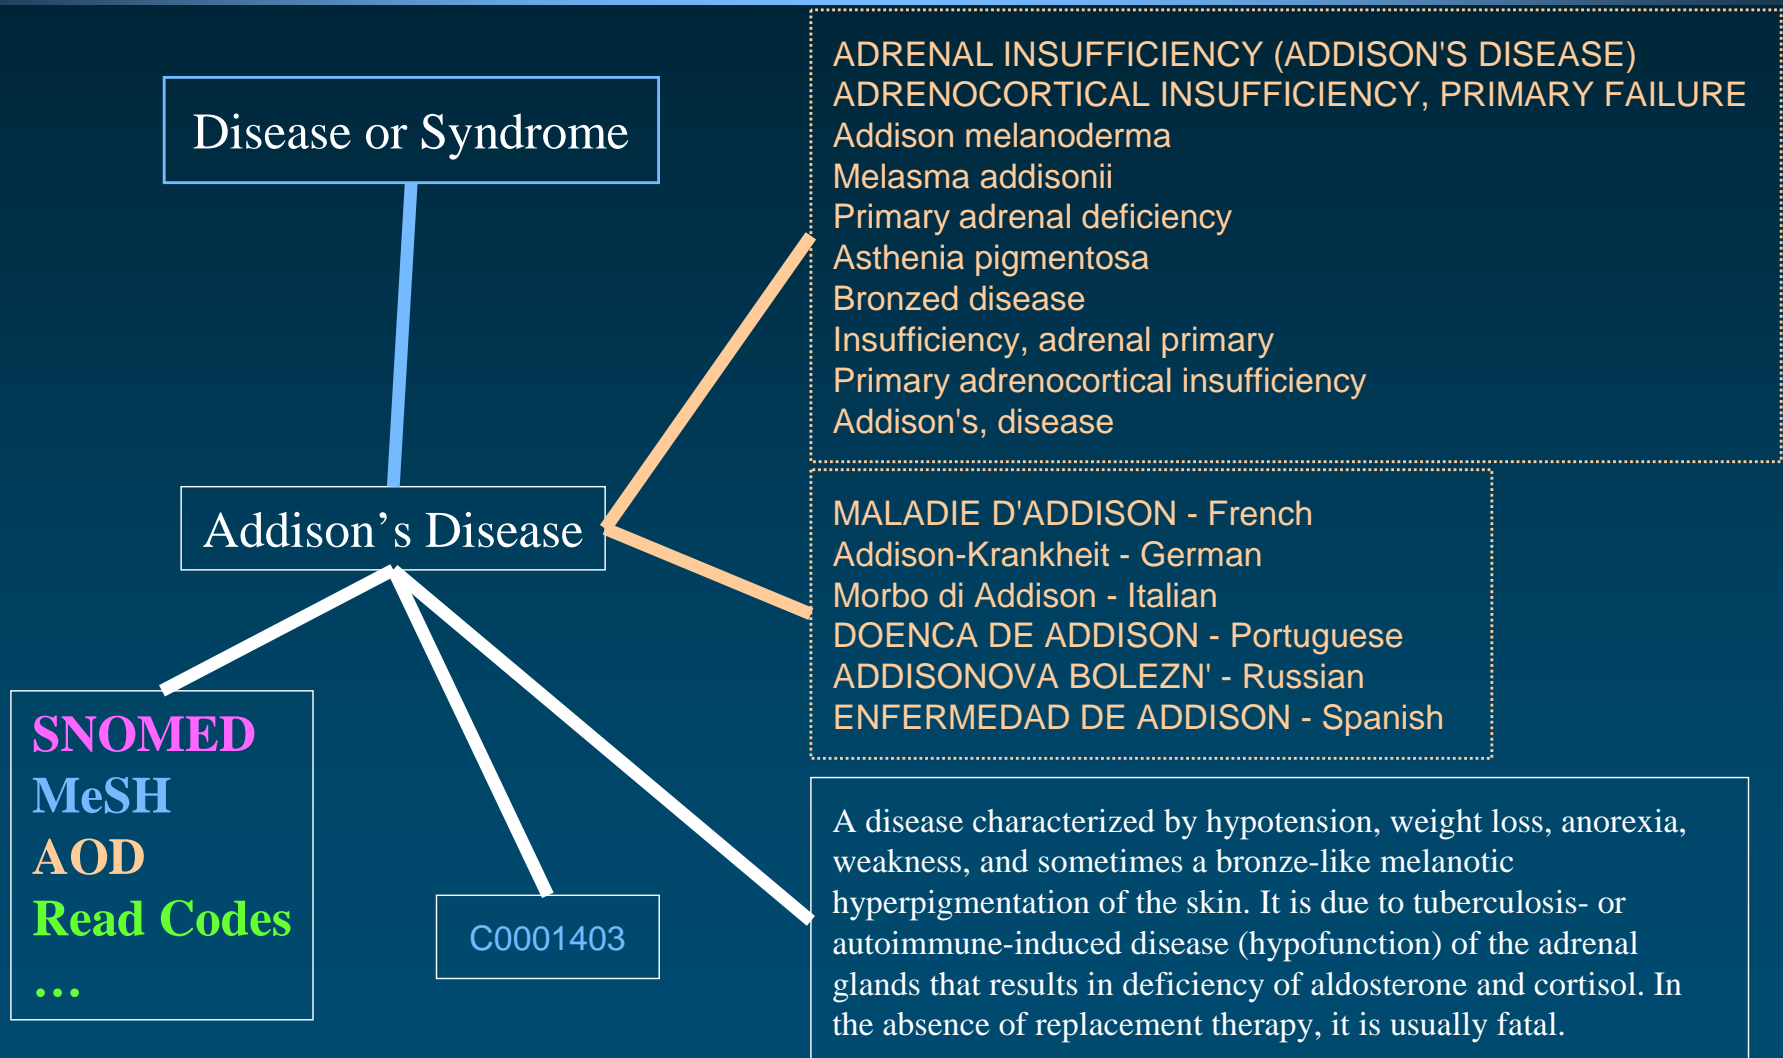 Disease or Syndrome
ADRENAL INSUFFICIENCY (ADDISON'S DISEASE)
ADRENOCORTICAL INSUFFICIENCY, PRIMARY FAILURE
Addison melanoderma
Melasma addisonii
Primary adrenal deficiency
Asthenia pigmentosa
Bronzed disease
Insufficiency, adrenal primary
Primary adrenocortical insufficiency
Addison's, disease
Addison’s Disease
MALADIE D'ADDISON - French
Addison-Krankheit - German
Morbo di Addison - Italian
DOENCA DE ADDISON - Portuguese
ADDISONOVA BOLEZN' - Russian
ENFERMEDAD DE ADDISON - Spanish
SNOMED
MeSH
AOD
Read Codes
…
C0001403
A disease characterized by hypotension, weight loss, anorexia,
weakness, and sometimes a bronze-like melanotic
hyperpigmentation of the skin. It is due to tuberculosis- or
autoimmune-induced disease (hypofunction) of the adrenal
glands that results in deficiency of aldosterone and cortisol. In
the absence of replacement therapy, it is usually fatal.